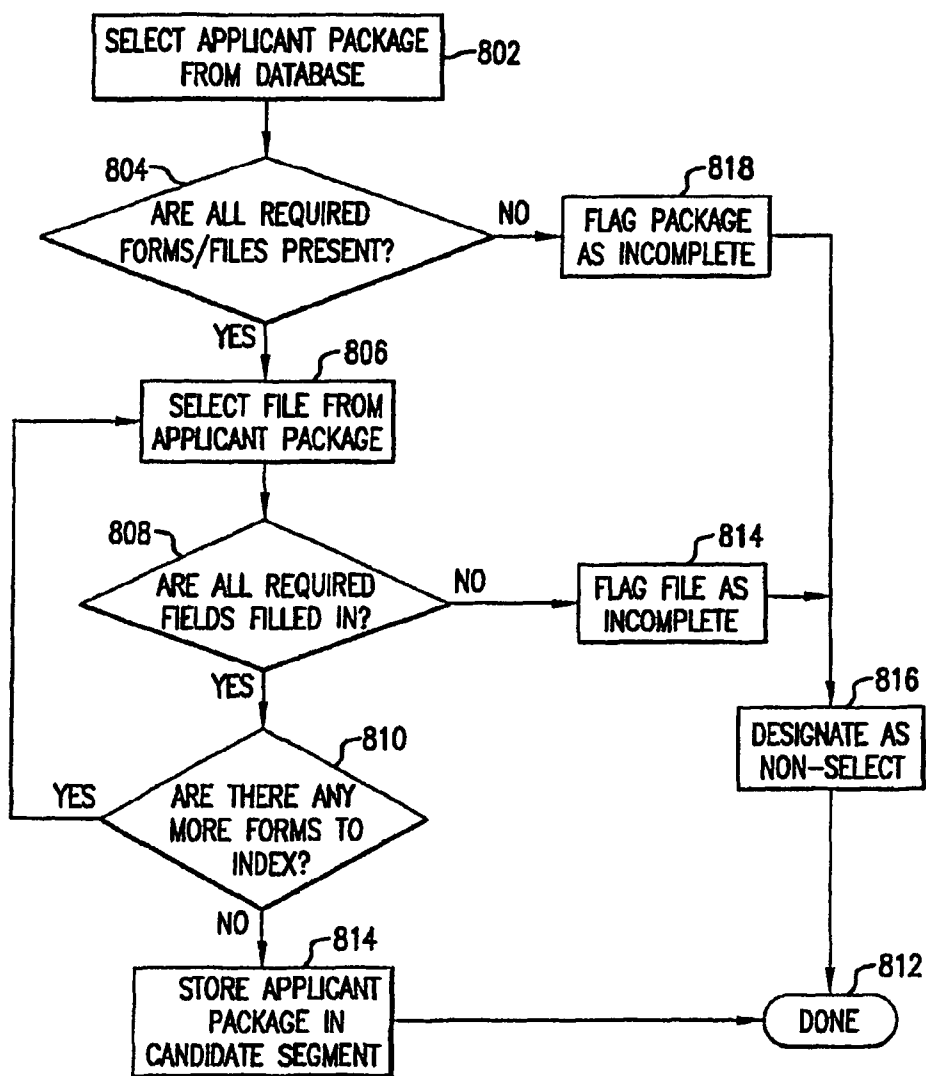 SELECT APPLICANT PACKAGE
FROM DATABASE
802
804
ARE ALL REQUIRED
FORMS/FILES PRESENT?
NO
818
FLAG PACKAGE
AS INCOMPLETE
YES
806
SELECT FILE FROM
APPLICANT PACKAGE
808
ARE ALL REQUIRED
FIELDS FILLED IN?
NO
814
FLAG FILE AS
INCOMPLETE
YES
816
DESIGNATE AS
NON-SELECT
810
YES
ARE THERE ANY
MORE FORMS TO
INDEX?
NO
814
STORE APPLICANT
PACKAGE IN
CANDIDATE SEGMENT
812
DONE